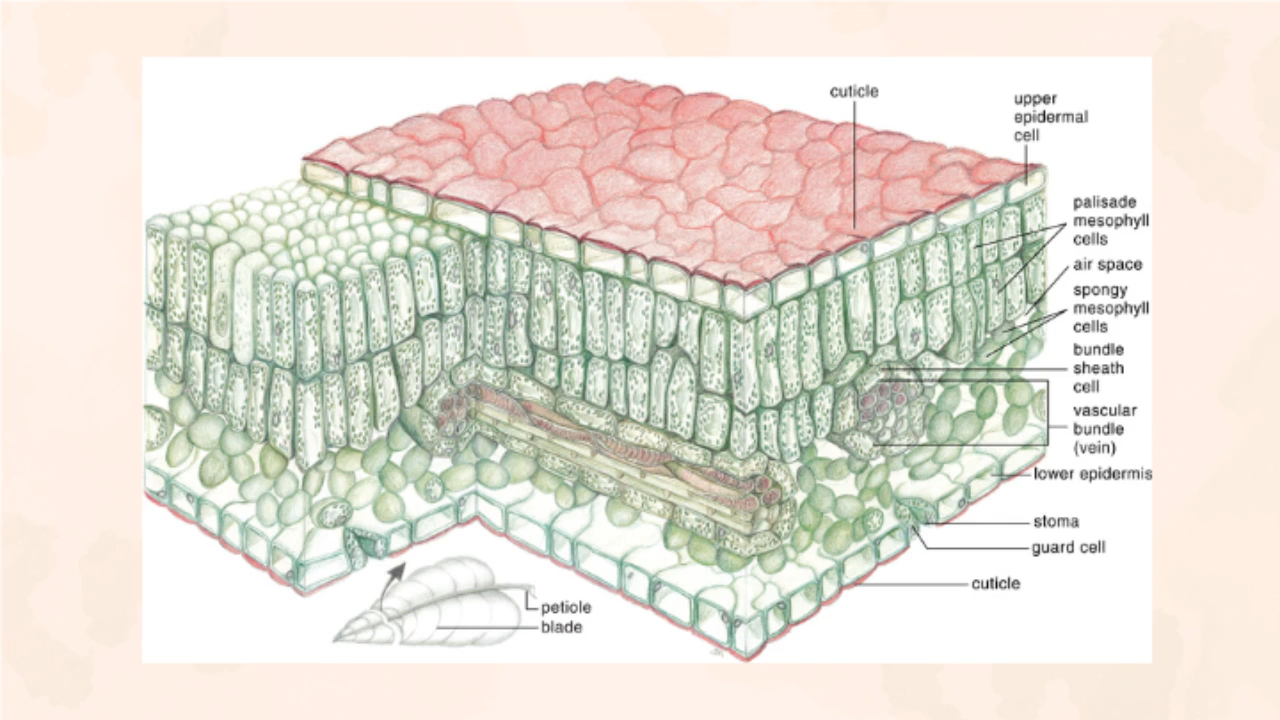 cuticle
upper
epidermal
cell
palisade
mesophyll
cells
air space
spongy
mesophyll
cells
bundle
sheath
cell
vascular
bundle
(vein)
lower epidermis
stoma
guard cell
cuticle
petiole
blade